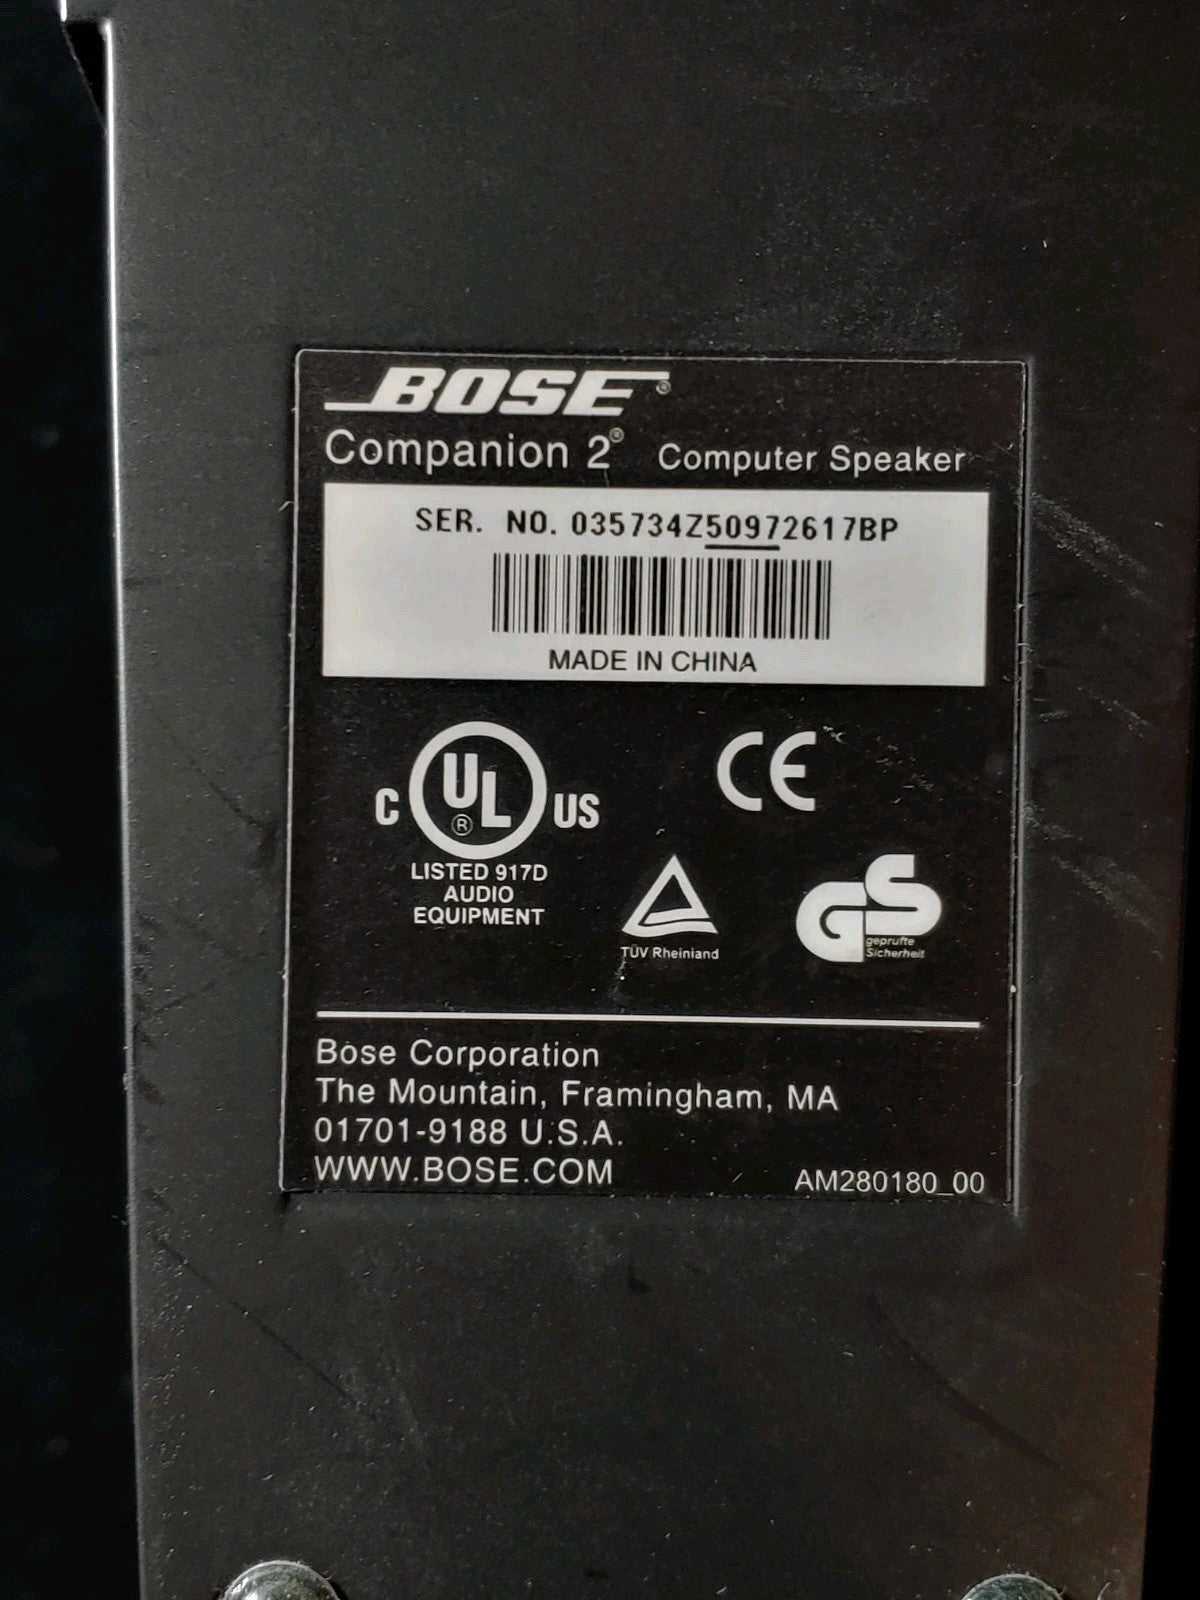 BOSE®
Companion 2® Computer Speaker
SER. NO. 035734Z50972617BP
MADE IN CHINA
C UL® US
CE
LISTED 917D
AUDIO
EQUIPMENT
TÜV Rheinland
GS
geprüfte
Sicherheit
Bose Corporation
The Mountain, Framingham, MA
01701-9188 U.S.A.
WWW.BOSE.COM
AM280180_00